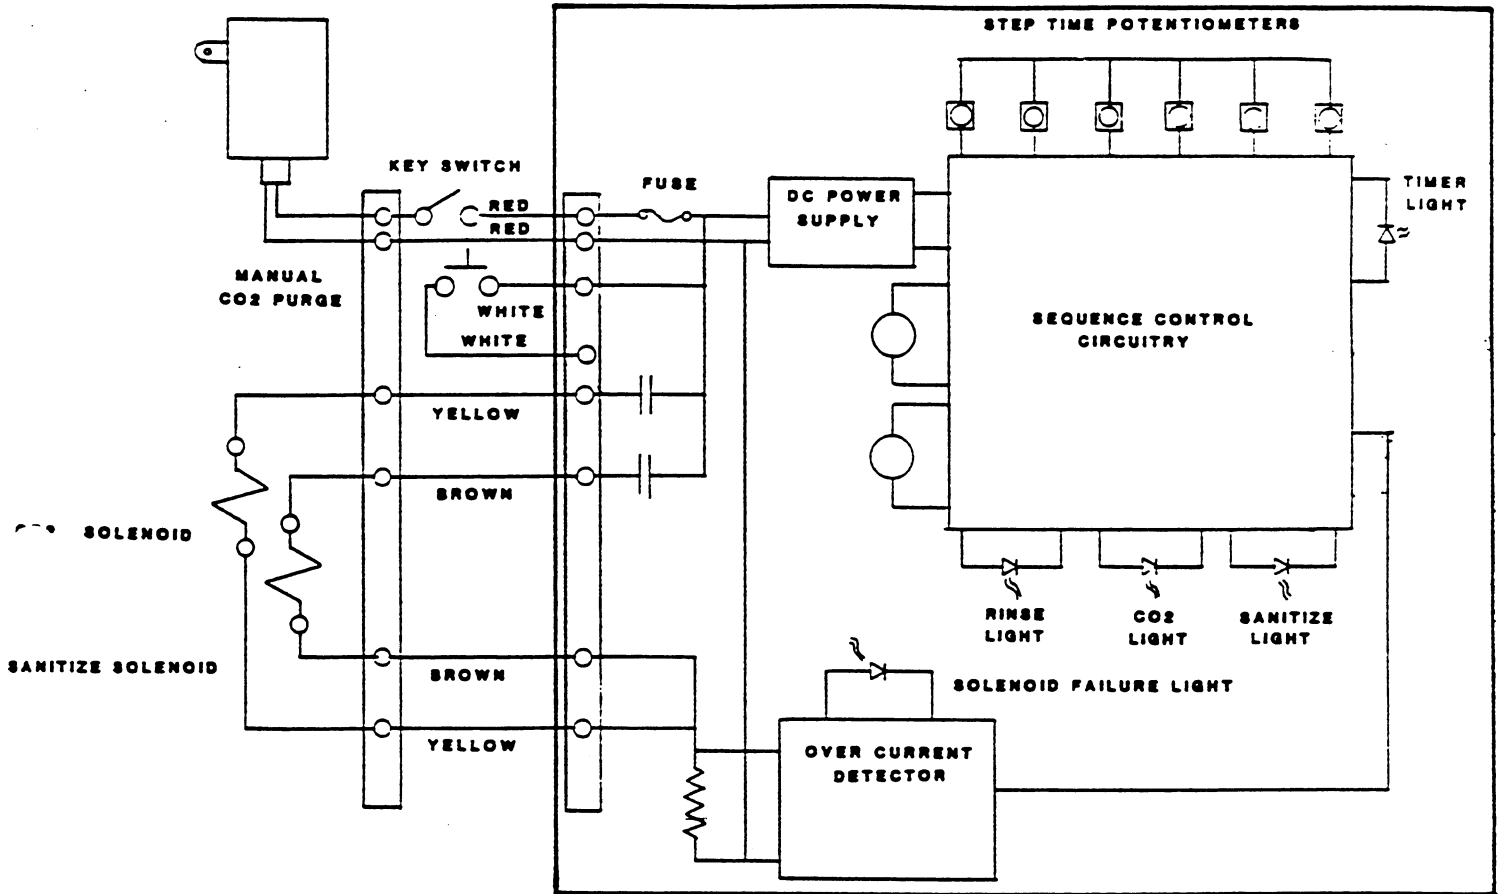 STEP TIME POTENTIOMETERS
KEY SWITCH
FUSE
RED
RED
DC POWER
SUPPLY
TIMER
LIGHT
MANUAL
CO2 PURGE
WHITE
WHITE
SEQUENCE CONTROL
CIRCUITRY
YELLOW
BROWN
SOLENOID
RINSE
LIGHT
CO2
LIGHT
SANITIZE
LIGHT
SANITIZE SOLENOID
BROWN
SOLENOID FAILURE LIGHT
YELLOW
OVER CURRENT
DETECTOR